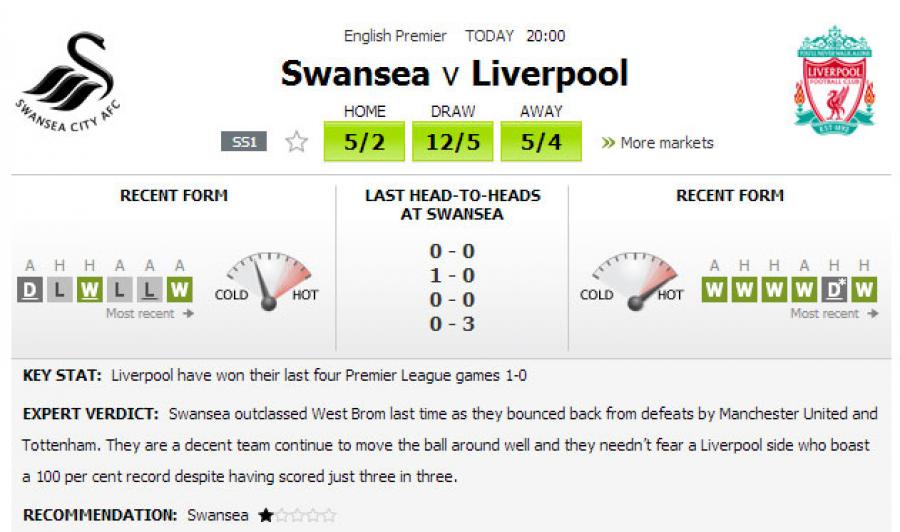 English Premier TODAY 20:00
Swansea v Liverpool
SWANSEA CITY AFC
LIVERPOOL
FOOTBALL CLUB
EST 1892
HOME DRAW AWAY
SS1 5/2 12/5 5/4 » More markets
RECENT FORM
A H H A A A
D L W L L W
Most recent
COLD HOT
LAST HEAD-TO-HEADS
AT SWANSEA
0 - 0
1 - 0
0 - 0
0 - 3
RECENT FORM
COLD HOT
A H H A H H
W W W W D* W
Most recent
KEY STAT: Liverpool have won their last four Premier League games 1-0
EXPERT VERDICT: Swansea outclassed West Brom last time as they bounced back from defeats by Manchester United and
Tottenham. They are a decent team continue to move the ball around well and they needn't fear a Liverpool side who boast
a 100 per cent record despite having scored just three in three.
RECOMMENDATION: Swansea